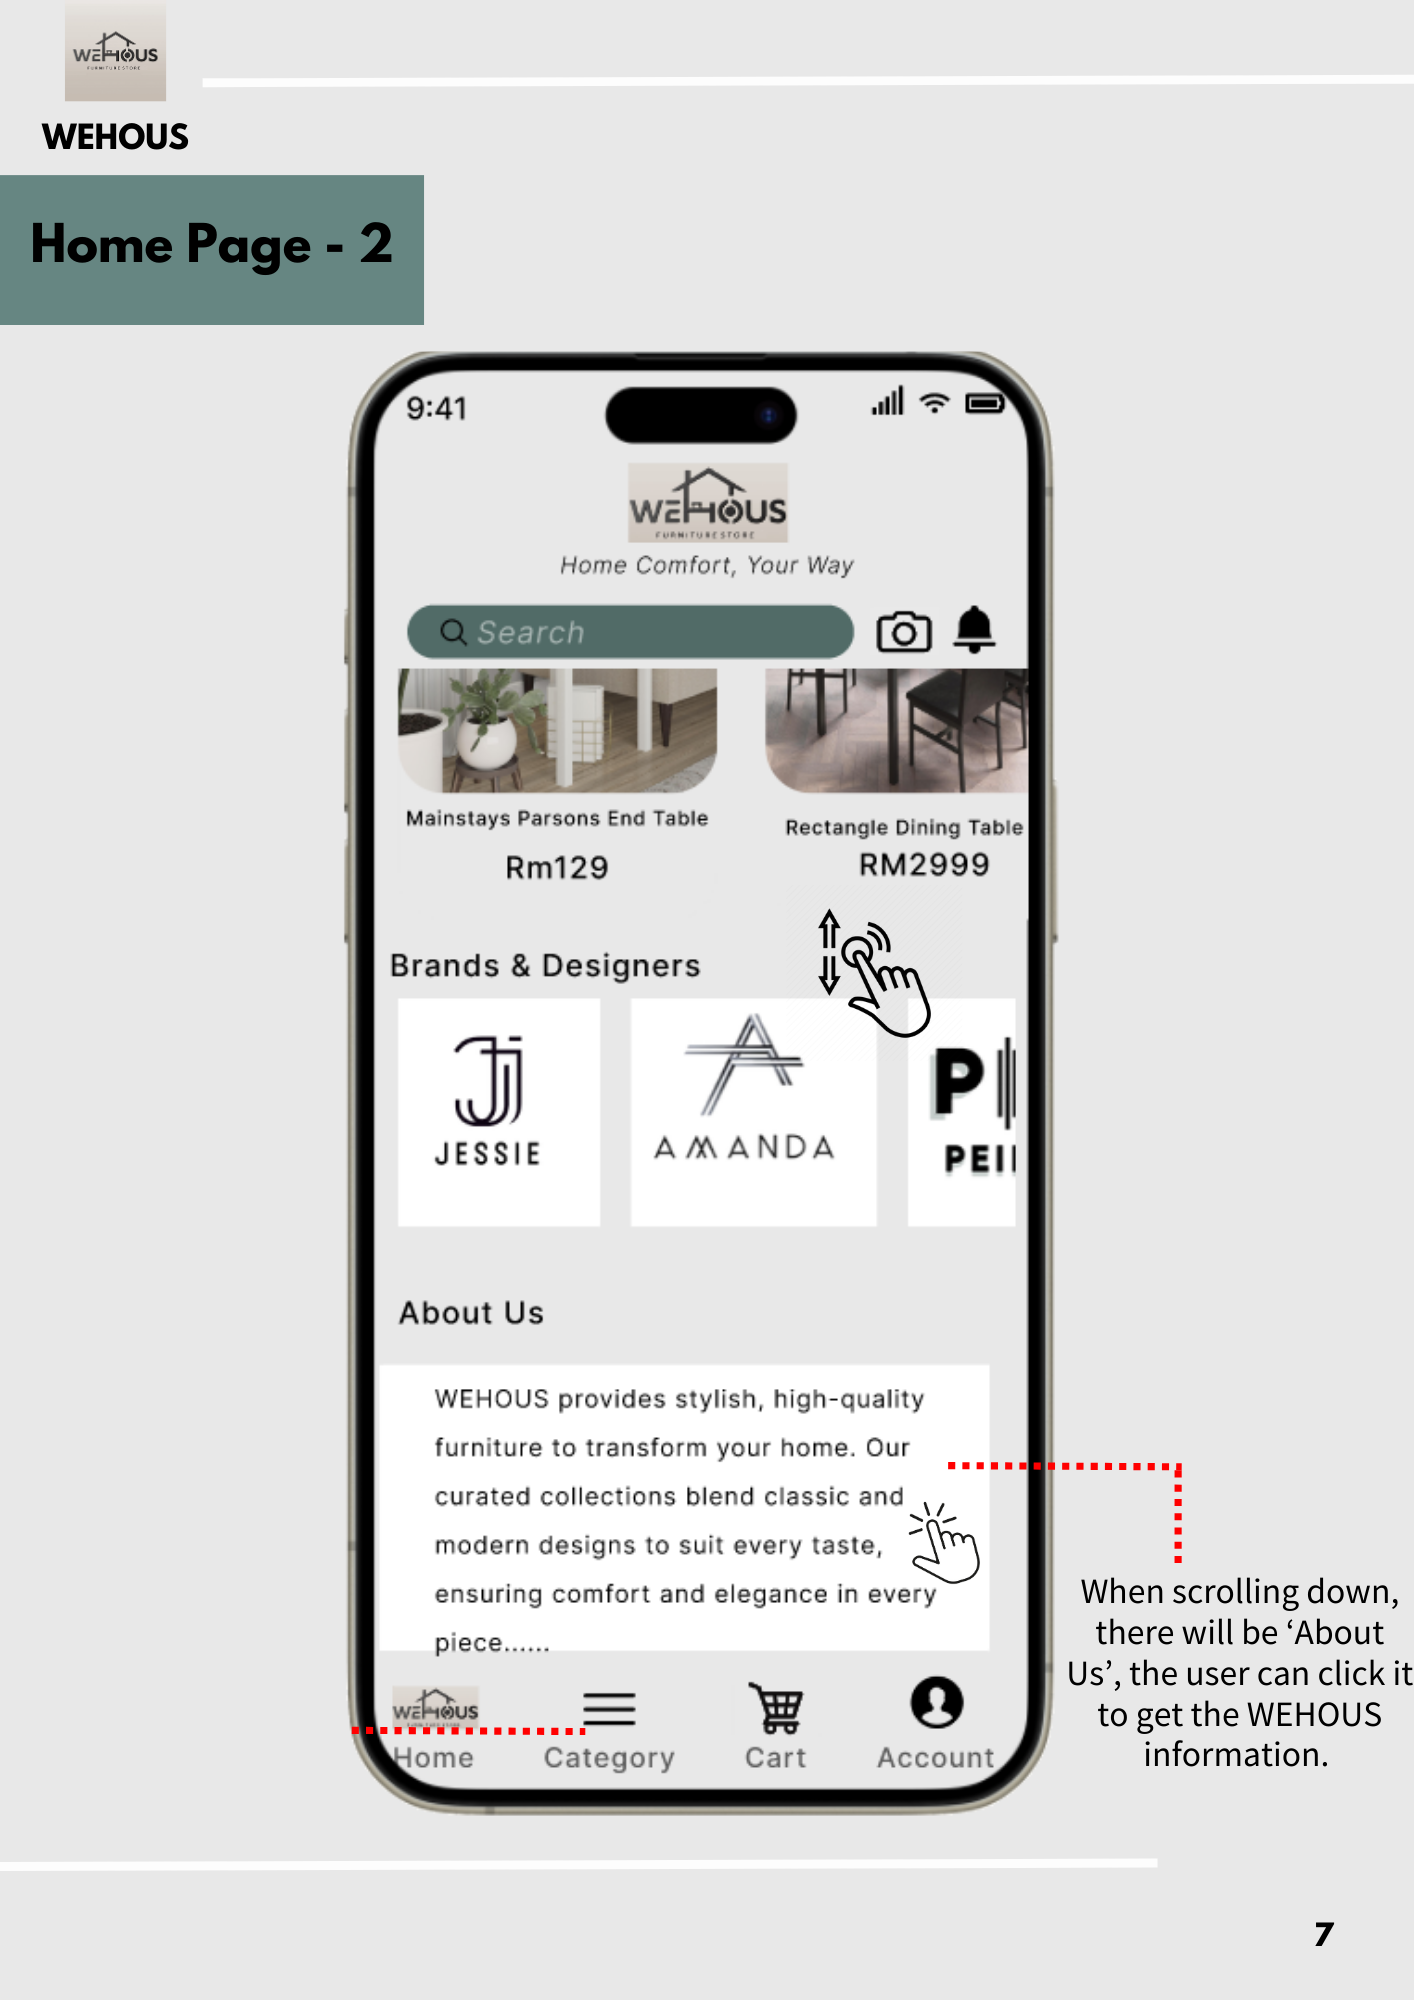 WEHOUS
FURNITURE STORE
WEHOUS
Home Page - 2
9:41
WEHOUS
FURNITURE STORE
Home Comfort, Your Way
Search
Mainstays Parsons End Table
Rm129
Rectangle Dining Table
RM2999
Brands & Designers
JESSIE
AMANDA
P
PEI
About Us
WEHOUS provides stylish, high-quality
furniture to transform your home. Our
curated collections blend classic and
modern designs to suit every taste,
ensuring comfort and elegance in every
piece......
When scrolling down,
there will be ‘About
Us’, the user can click it
to get the WEHOUS
information.
WEHOUS
Home
Category
Cart
Account
7